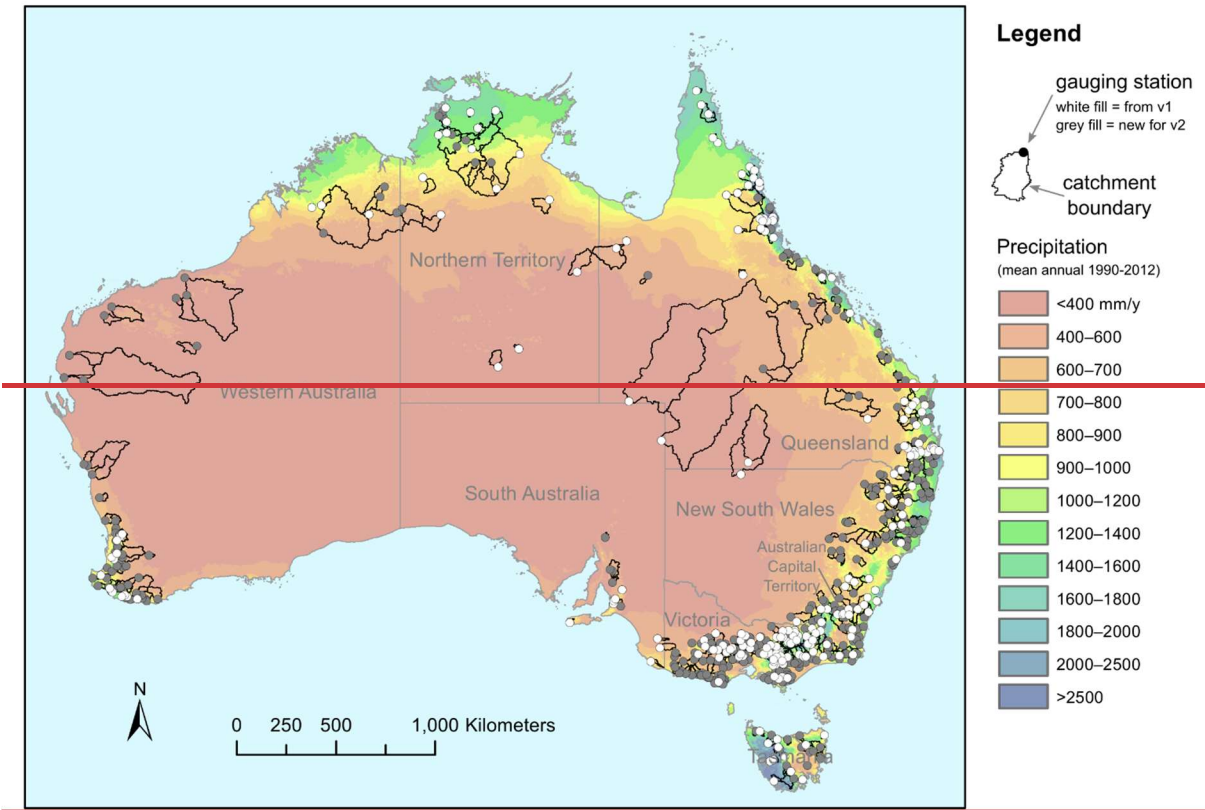 Legend
gauging station
white fill = from v1
grey fill = new for v2
catchment
boundary
Precipitation
(mean annual 1990-2012)
<400 mm/y
400–600
600–700
700–800
800–900
900–1000
1000–1200
1200–1400
1400–1600
1600–1800
1800–2000
2000–2500
>2500
Northern Territory
Western Australia
Queensland
South Australia
New South Wales
Australian
Capital
Territory
Victoria
Tasmania
N
0 250 500 1,000 Kilometers